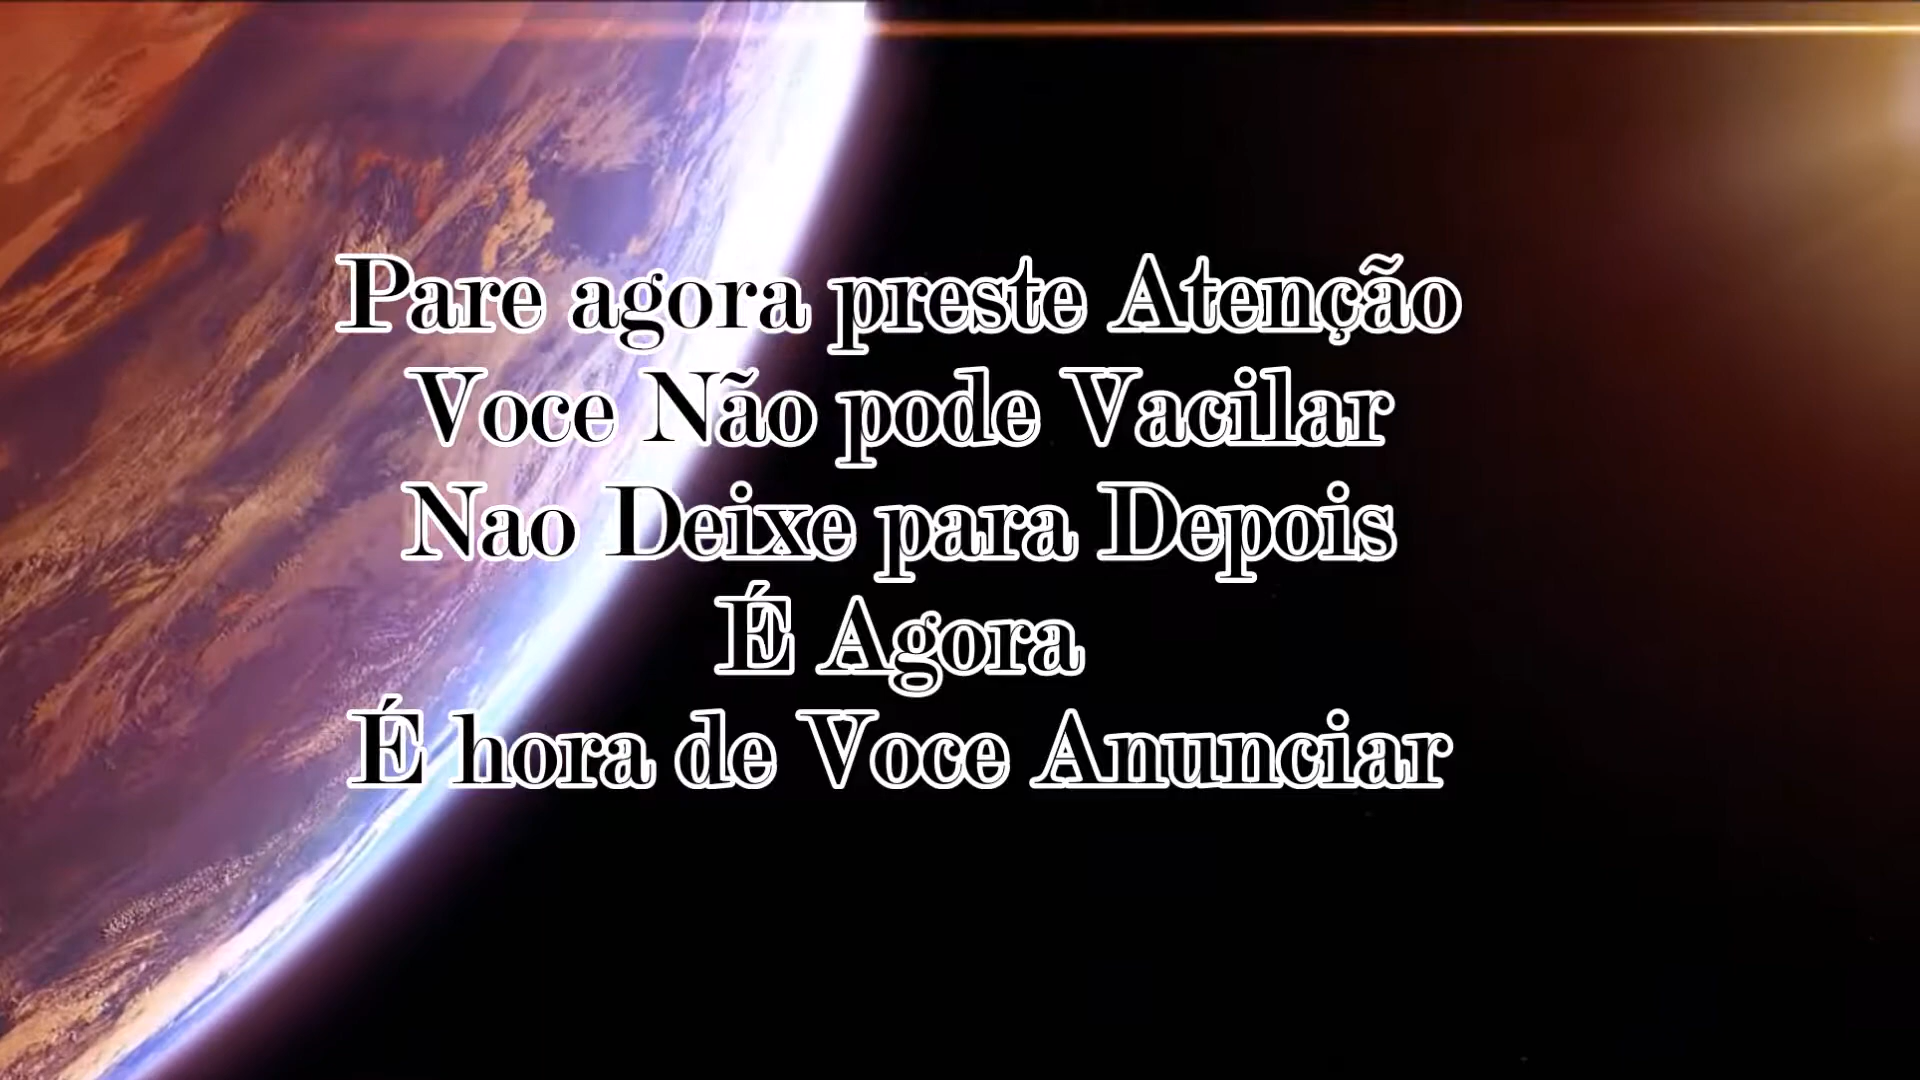 Pare agora preste Atenção
Voce Não pode Vacilar
Nao Deixe para Depois
É Agora
É hora de Voce Anunciar